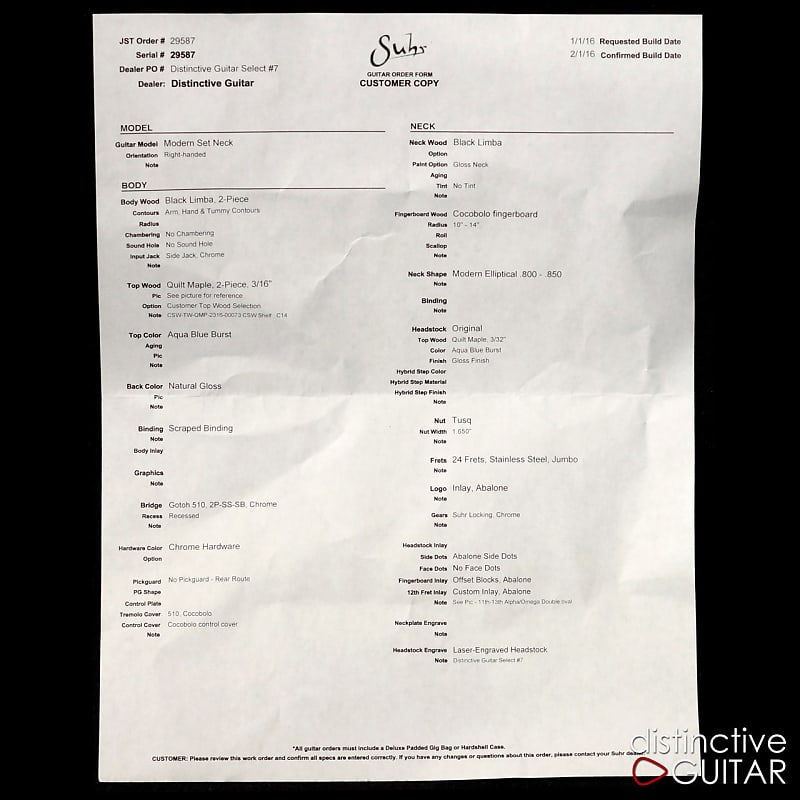 JST Order # 29587
Serial # 29587
Dealer PO # Distinctive Guitar Select #7
Dealer: Distinctive Guitar
Suhr
GUITAR ORDER FORM
CUSTOMER COPY
1/1/16 Requested Build Date
2/1/16 Confirmed Build Date
MODEL
Guitar Model Modern Set Neck
Orientation Right-handed
Note
BODY
Body Wood Black Limba, 2-Piece
Contours Arm, Hand & Tummy Contours
Radius
Chambering No Chambering
Sound Hole No Sound Hole
Input Jack Side Jack, Chrome
Note
Top Wood Quilt Maple, 2-Piece, 3/16"
Pic See picture for reference
Option Customer Top Wood Selection
Note CSW-TW-QMP-2316-00073 CSW Shelf : C14
Top Color Aqua Blue Burst
Aging
Pic
Note
Back Color Natural Gloss
Pic
Note
Binding Scraped Binding
Note
Body Inlay
Graphics
Note
Bridge Gotoh 510, 2P-SS-SB, Chrome
Recess Recessed
Note
Hardware Color Chrome Hardware
Option
Pickguard No Pickguard - Rear Route
PG Shape
Control Plate
Tremolo Cover 510, Cocobolo
Control Cover Cocobolo control cover
Note
NECK
Neck Wood Black Limba
Option
Paint Option Gloss Neck
Aging
Tint No Tint
Note
Fingerboard Wood Cocobolo fingerboard
Radius 10" - 14"
Roll
Scallop
Note
Neck Shape Modern Elliptical .800 - .850
Note
Binding
Note
Headstock Original
Top Wood Quilt Maple, 3/32"
Color Aqua Blue Burst
Finish Gloss Finish
Hybrid Step Color
Hybrid Step Material
Hybrid Step Finish
Note
Nut Tusq
Nut Width 1.650"
Note
Frets 24 Frets, Stainless Steel, Jumbo
Note
Logo Inlay, Abalone
Note
Gears Suhr Locking, Chrome
Note
Headstock Inlay
Side Dots Abalone Side Dots
Face Dots No Face Dots
Fingerboard Inlay Offset Blocks, Abalone
12th Fret Inlay Custom Inlay, Abalone
Note See Pic - 11th-13th Alpha/Omega Double oval
Neckplate Engrave
Note
Headstock Engrave Laser-Engraved Headstock
Note Distinctive Guitar Select #7
*All guitar orders must include a Deluxe Padded Gig Bag or Hardshell Case.
CUSTOMER: Please review this work order and confirm all specs are entered correctly. If you have any changes or questions about this order, please contact your Suhr
distinctive
GUITAR